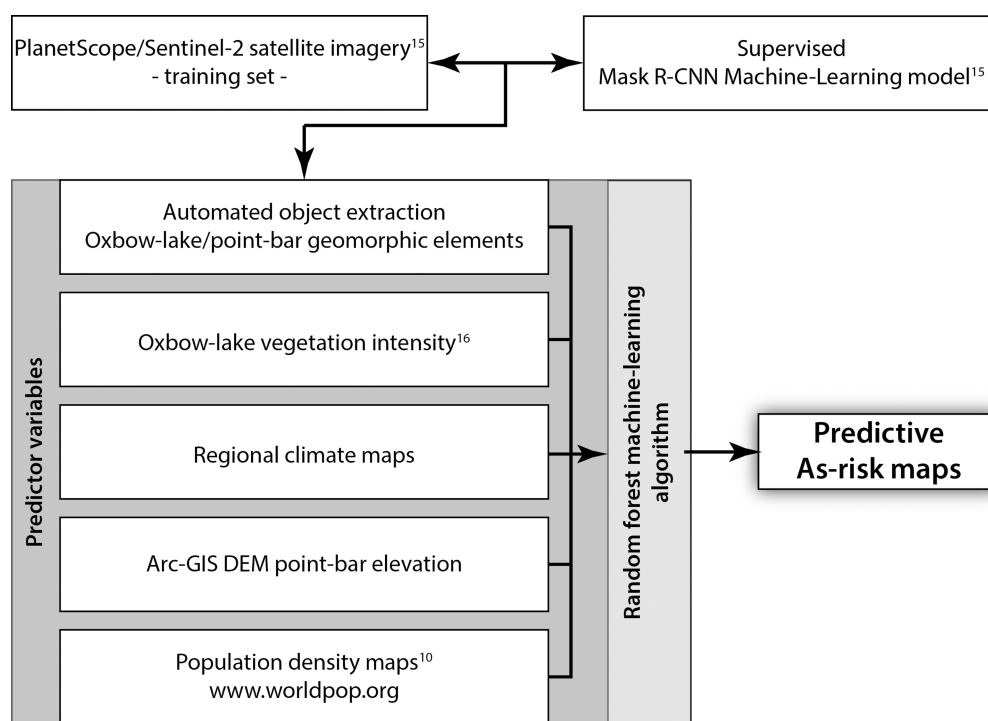 PlanetScope/Sentinel-2 satellite imagery¹⁵
- training set -
Supervised
Mask R-CNN Machine-Learning model¹⁵
Predictor variables
Automated object extraction
Oxbow-lake/point-bar geomorphic elements
Oxbow-lake vegetation intensity¹⁶
Regional climate maps
Arc-GIS DEM point-bar elevation
Population density maps¹⁰
www.worldpop.org
Random forest machine-learning
algorithm
Predictive
As-risk maps